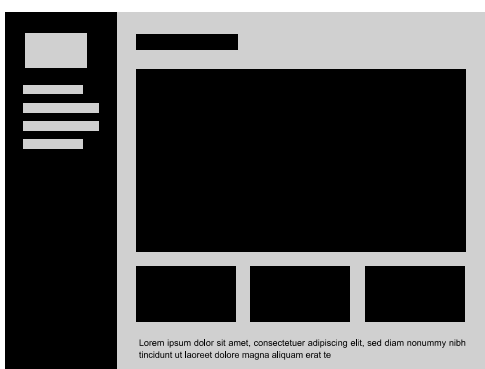 Lorem ipsum dolor sit amet, consectetuer adipiscing elit, sed diam nonummy nibh
tincidunt ut laoreet dolore magna aliquam erat te